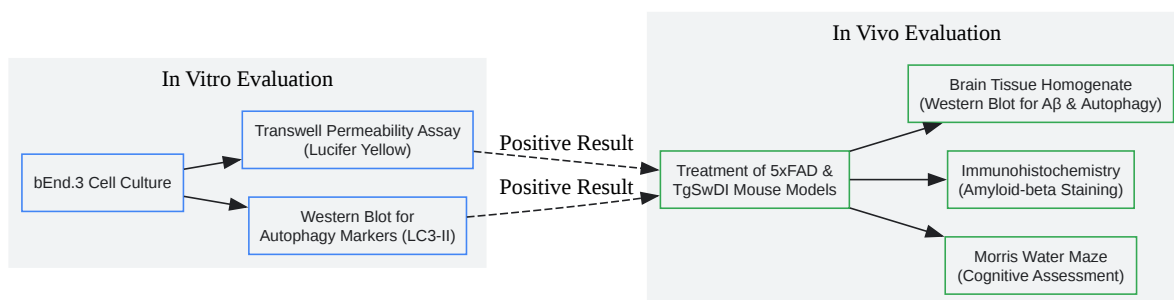 In Vitro Evaluation
bEnd.3 Cell Culture
Transwell Permeability Assay
(Lucifer Yellow)
Western Blot for
Autophagy Markers (LC3-II)
Positive Result
Positive Result
In Vivo Evaluation
Treatment of 5xFAD &
TgSwDI Mouse Models
Brain Tissue Homogenate
(Western Blot for Aβ & Autophagy)
Immunohistochemistry
(Amyloid-beta Staining)
Morris Water Maze
(Cognitive Assessment)